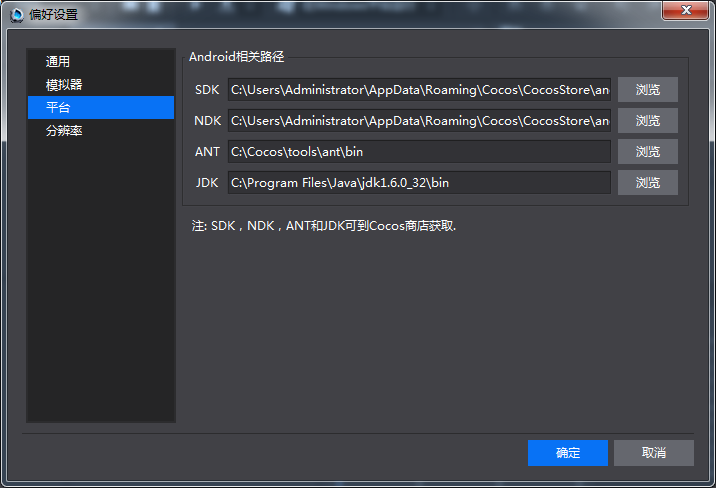 偏好设置
通用
模拟器
平台
分辨率
Android相关路径
SDK C:\Users\Administrator\AppData\Roaming\Cocos\CocosStore\an 浏览
NDK C:\Users\Administrator\AppData\Roaming\Cocos\CocosStore\an 浏览
ANT C:\Cocos\tools\ant\bin 浏览
JDK C:\Program Files\Java\jdk1.6.0_32\bin 浏览
注: SDK，NDK，ANT和JDK可到Cocos商店获取.
确定 取消